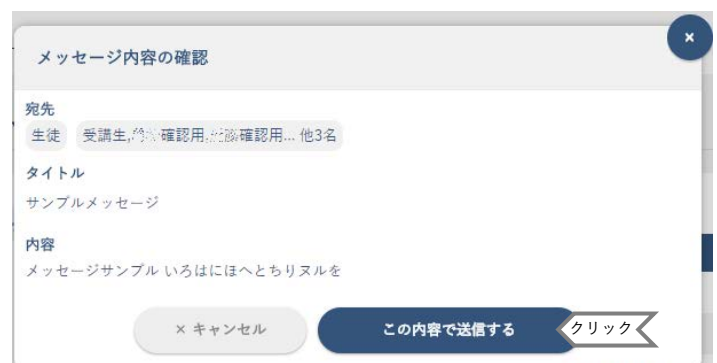 メッセージ内容の確認
×
宛先
生徒 受講生, 確認用, 確認用... 他3名
タイトル
サンプルメッセージ
内容
メッセージサンプル いろはにほへとちりヌルを
× キャンセル この内容で送信する クリック